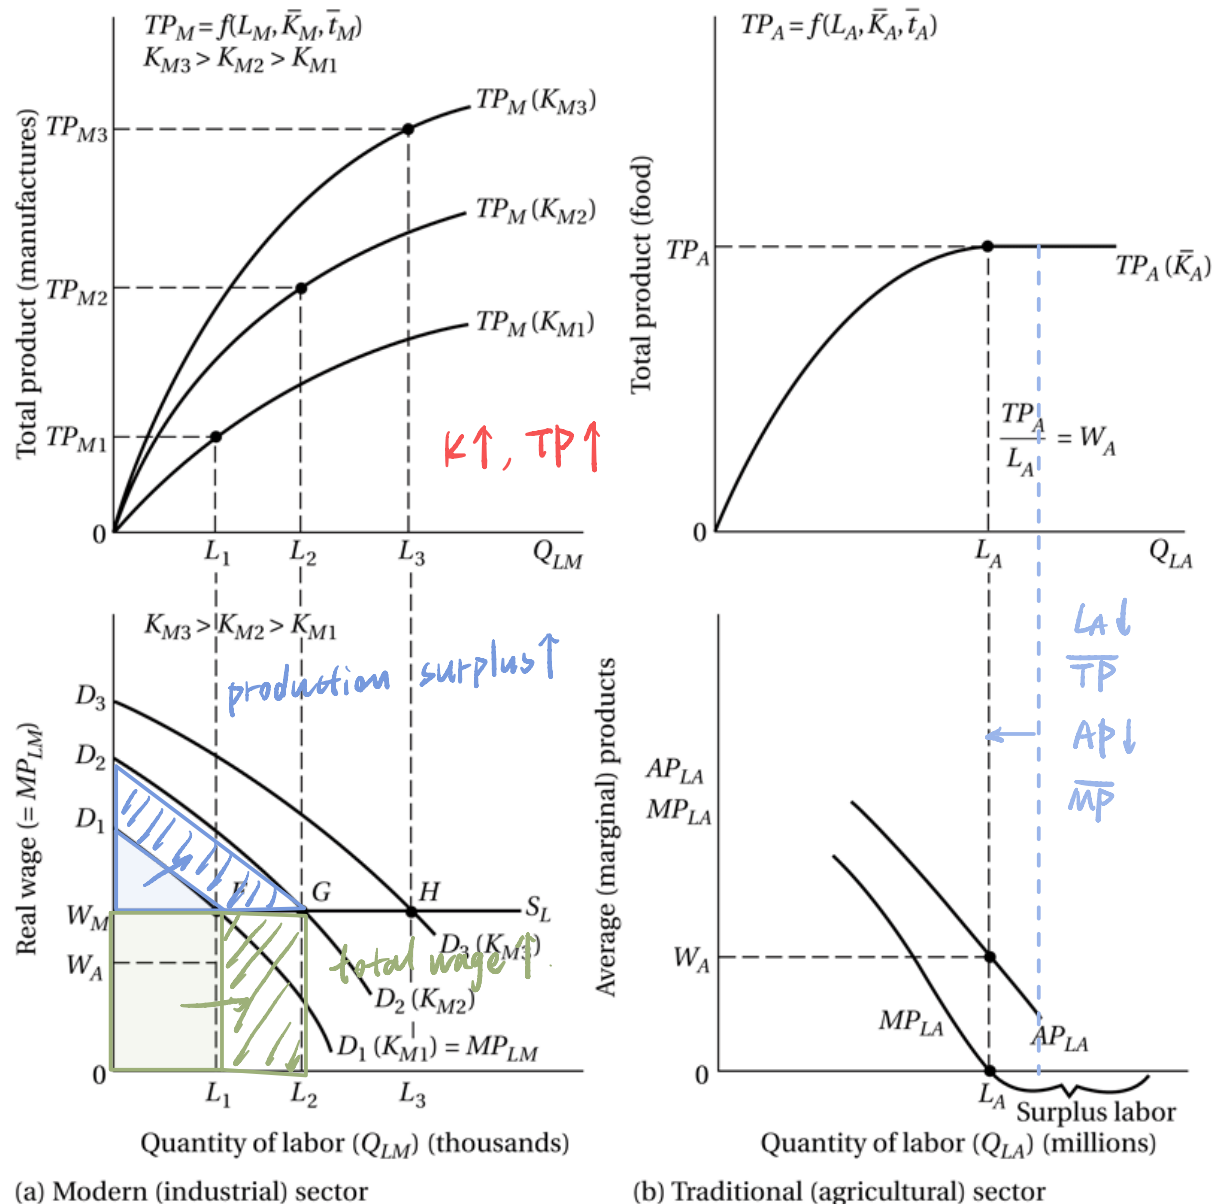 TP_M = f(L_M, K̄_M, t̄_M)
K_M3 > K_M2 > K_M1
Total product (manufactures)
TP_M3
TP_M2
TP_M1
0
TP_M (K_M3)
TP_M (K_M2)
TP_M (K_M1)
K↑, TP↑
L_1 L_2 L_3 Q_LM
TP_A = f(L_A, K̄_A, t̄_A)
Total product (food)
TP_A
TP_A (K̄_A)
TP_A / L_A = W_A
0
L_A Q_LA
K_M3 > K_M2 > K_M1
production surplus↑
Real wage (= MP_LM)
D_3
D_2
D_1
W_M
W_A
0
F G H
S_L
D_3 (K_M3)
total wage↑
D_2 (K_M2)
D_1 (K_M1) = MP_LM
L_1 L_2 L_3
Quantity of labor (Q_LM) (thousands)
(a) Modern (industrial) sector
LA↓
T̄P̄
AP↓
M̄P̄
Average (marginal) products
AP_LA
MP_LA
W_A
MP_LA
AP_LA
0
L_A
Surplus labor
Quantity of labor (Q_LA) (millions)
(b) Traditional (agricultural) sector